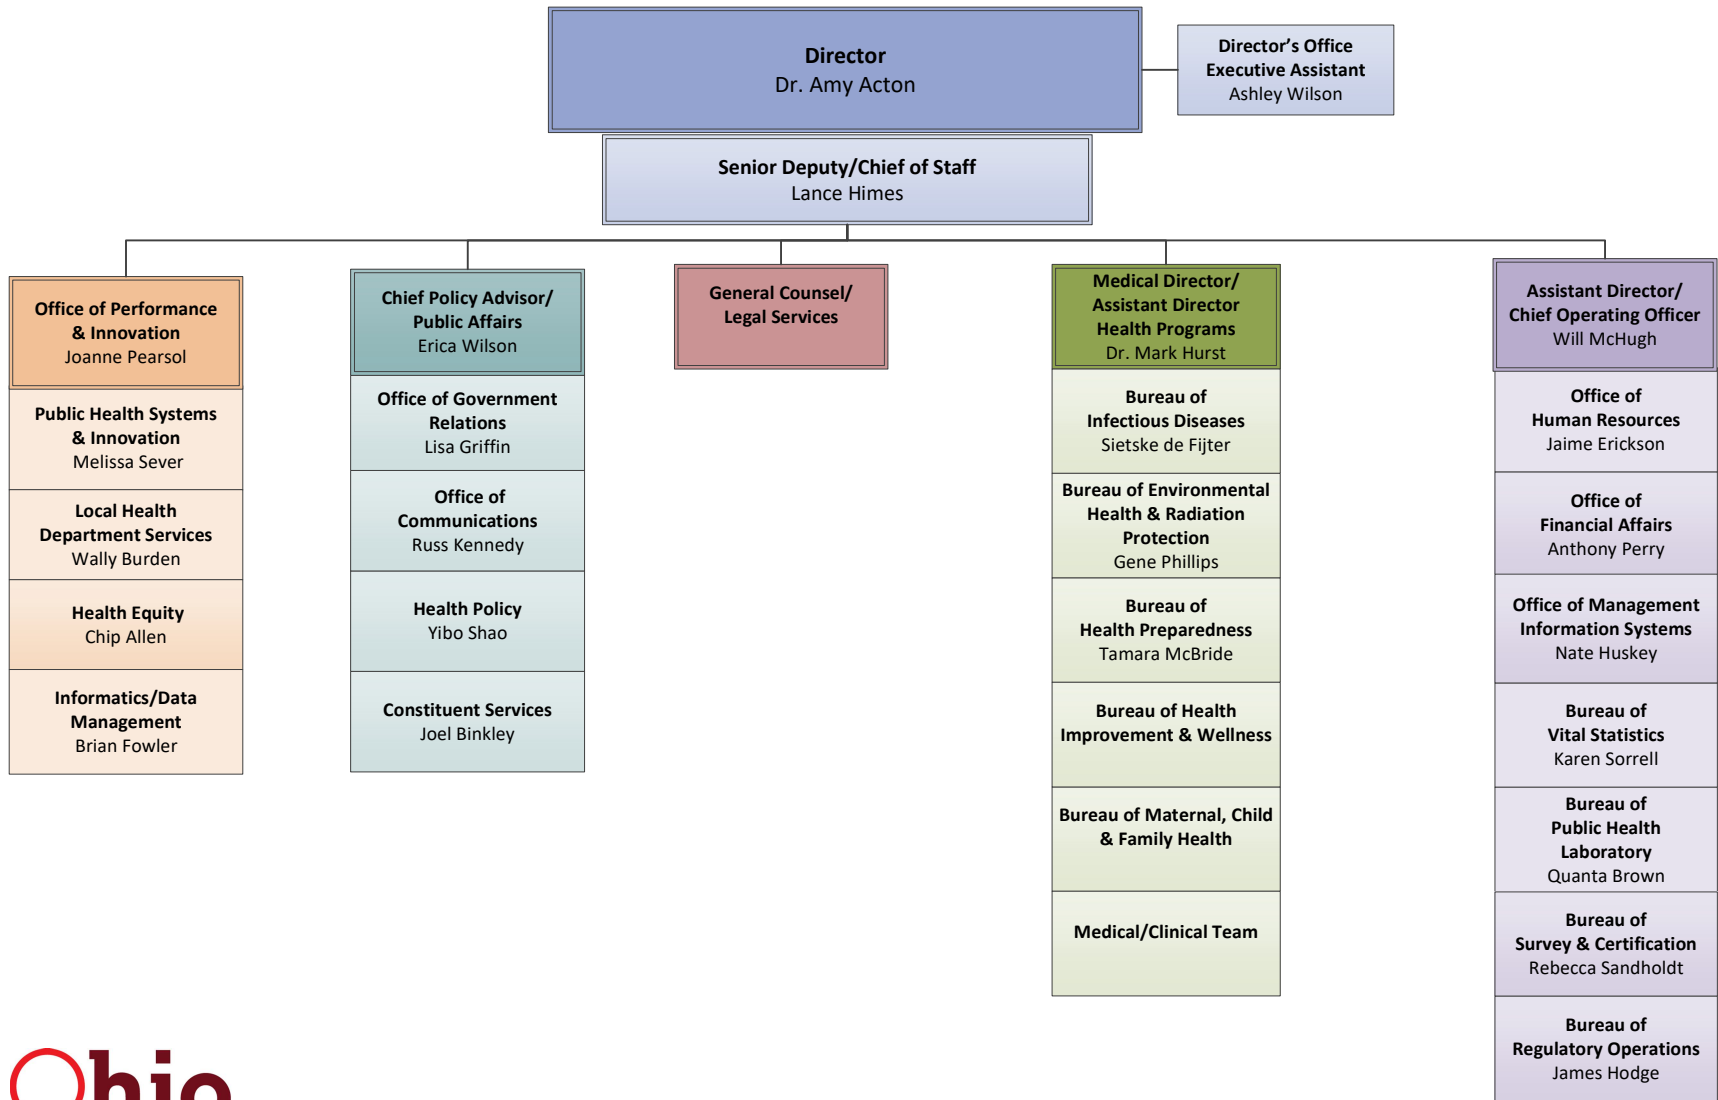 Director
Dr. Amy Acton
Director’s Office
Executive Assistant
Ashley Wilson
Senior Deputy/Chief of Staff
Lance Himes
Office of Performance
& Innovation
Joanne Pearsol
Public Health Systems
& Innovation
Melissa Sever
Local Health
Department Services
Wally Burden
Health Equity
Chip Allen
Informatics/Data
Management
Brian Fowler
Chief Policy Advisor/
Public Affairs
Erica Wilson
Office of Government
Relations
Lisa Griffin
Office of
Communications
Russ Kennedy
Health Policy
Yibo Shao
Constituent Services
Joel Binkley
General Counsel/
Legal Services
Medical Director/
Assistant Director
Health Programs
Dr. Mark Hurst
Bureau of
Infectious Diseases
Sietske de Fijter
Bureau of Environmental
Health & Radiation
Protection
Gene Phillips
Bureau of
Health Preparedness
Tamara McBride
Bureau of Health
Improvement & Wellness
Bureau of Maternal, Child
& Family Health
Medical/Clinical Team
Assistant Director/
Chief Operating Officer
Will McHugh
Office of
Human Resources
Jaime Erickson
Office of
Financial Affairs
Anthony Perry
Office of Management
Information Systems
Nate Huskey
Bureau of
Vital Statistics
Karen Sorrell
Bureau of
Public Health
Laboratory
Quanta Brown
Bureau of
Survey & Certification
Rebecca Sandholdt
Bureau of
Regulatory Operations
James Hodge
Ohio